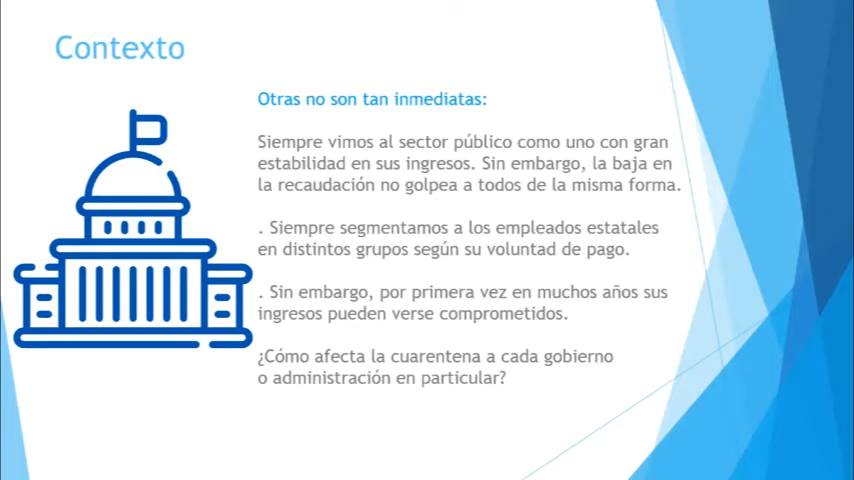 Contexto
Otras no son tan inmediatas:
Siempre vimos al sector público como uno con gran
estabilidad en sus ingresos. Sin embargo, la baja en
la recaudación no golpea a todos de la misma forma.
. Siempre segmentamos a los empleados estatales
en distintos grupos según su voluntad de pago.
. Sin embargo, por primera vez en muchos años sus
ingresos pueden verse comprometidos.
¿Cómo afecta la cuarentena a cada gobierno
o administración en particular?